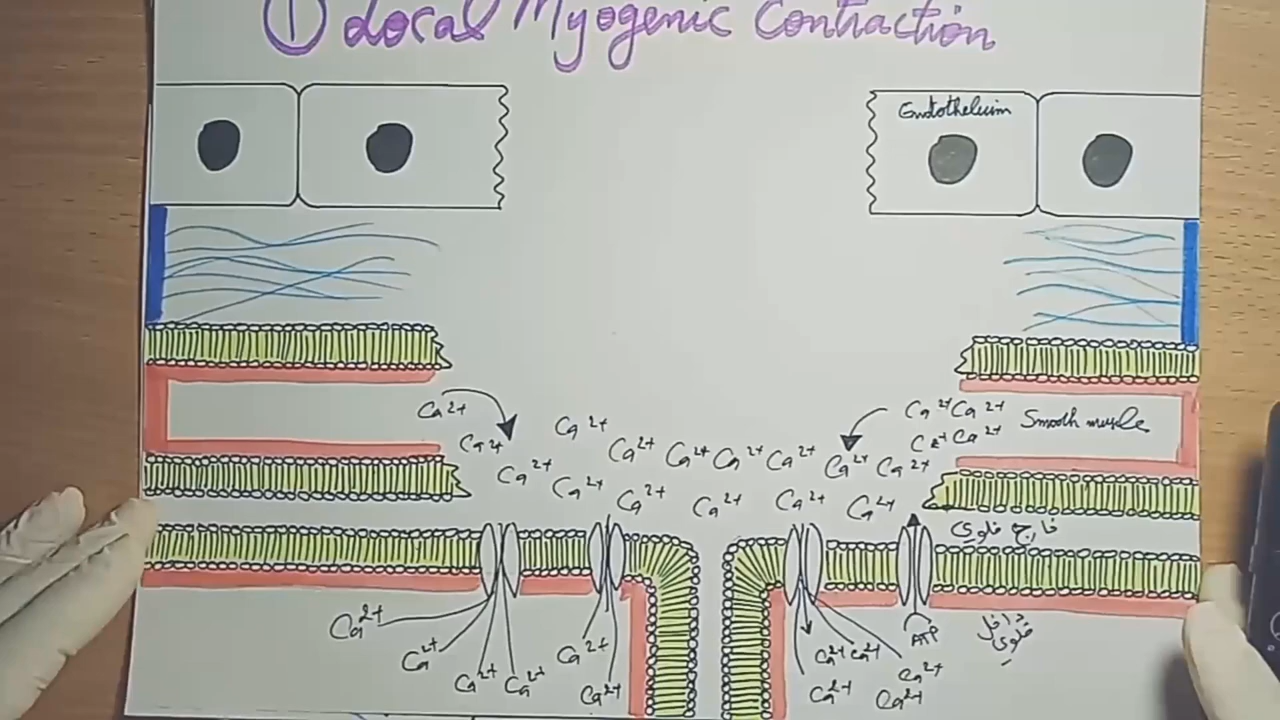 ① Local Myogenic Contraction
Endothelium
Ca²⁺ Ca²⁺ Ca²⁺ Smooth muscle
Ca²⁺ Ca²⁺ Ca²⁺ Ca²⁺
Ca²⁺ Ca²⁺ Ca²⁺ Ca²⁺ Ca²⁺ Ca²⁺ Ca²⁺
Ca²⁺ Ca²⁺ Ca²⁺ Ca²⁺ Ca²⁺ Ca²⁺
خارج خلوي
Ca²⁺ Ca²⁺ ATP داخل
Ca²⁺ Ca²⁺ Ca²⁺ خلوي
Ca²⁺ Ca²⁺ Ca²⁺
Ca²⁺ Ca²⁺ Ca²⁺